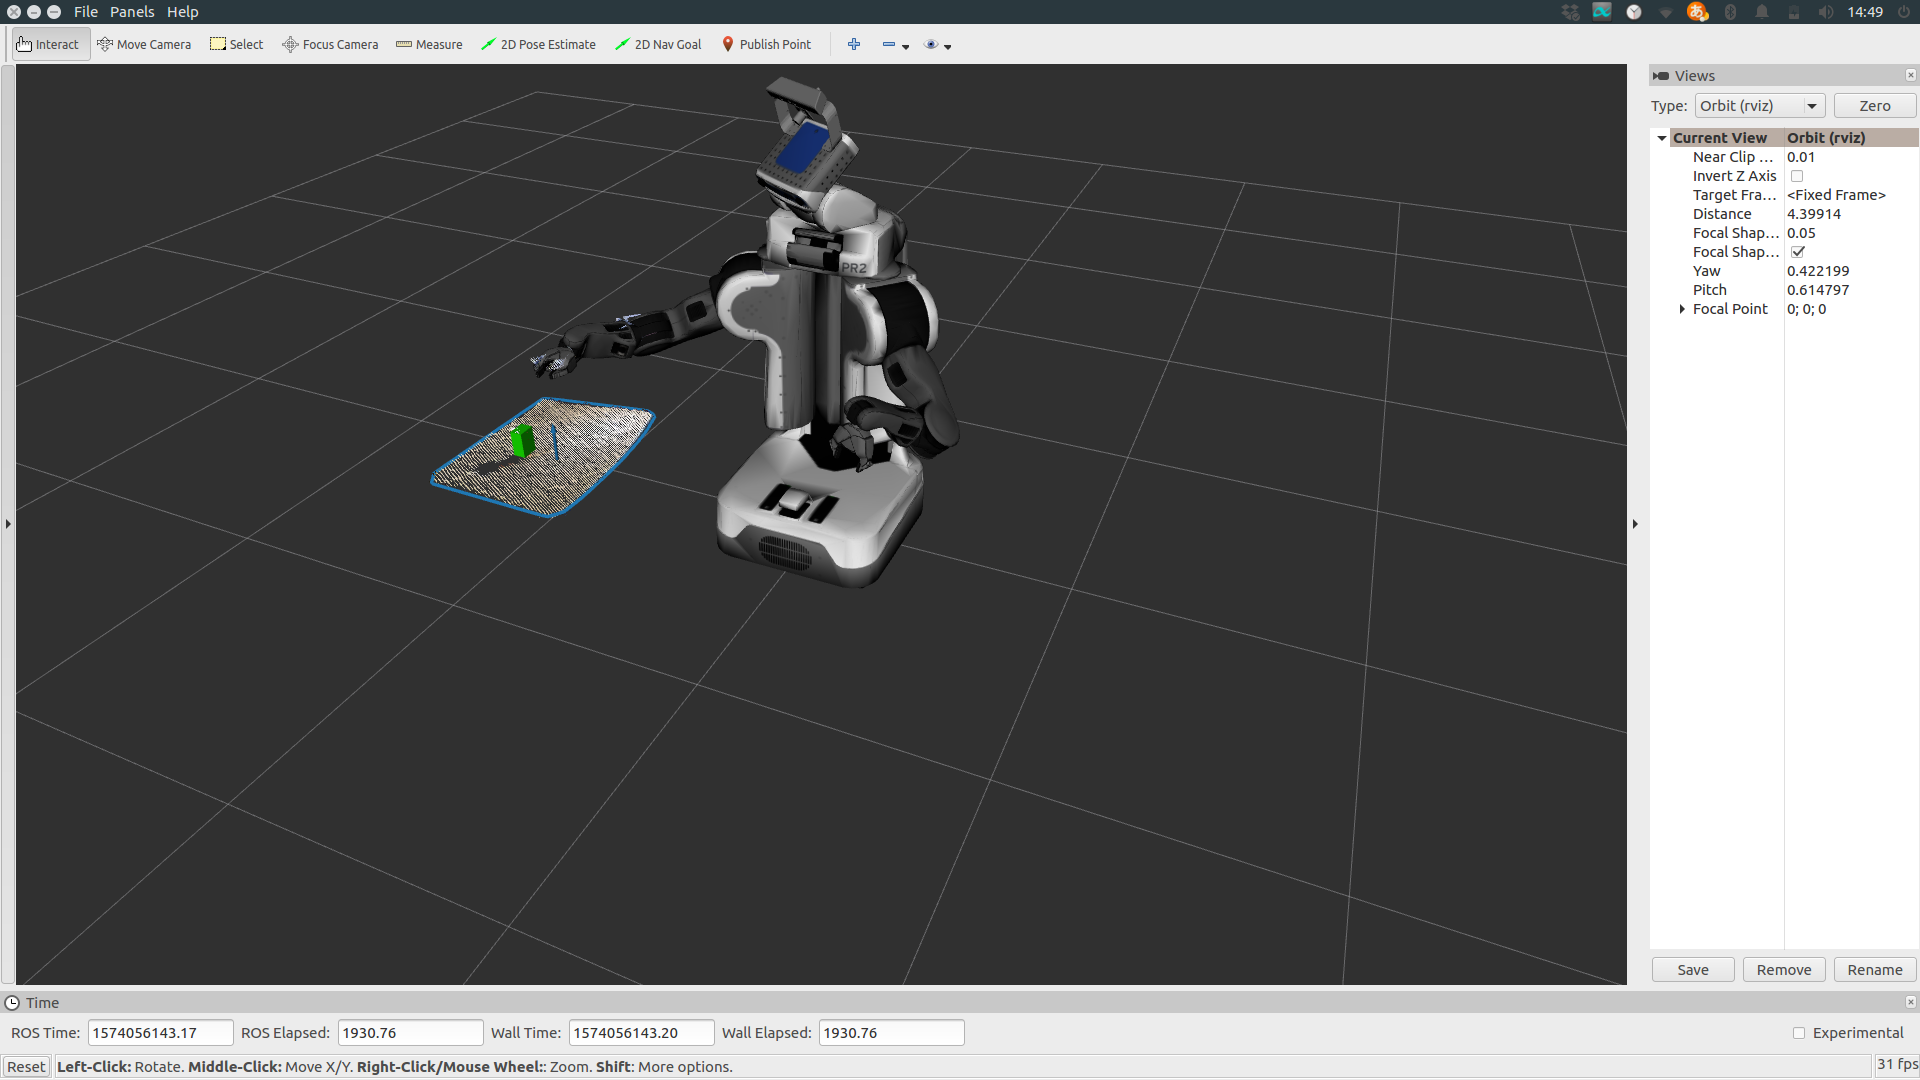 File Panels Help 14:49
Interact Move Camera Select Focus Camera Measure 2D Pose Estimate 2D Nav Goal Publish Point
Views
Type: Orbit (rviz) Zero
Current View Orbit (rviz)
Near Clip ... 0.01
Invert Z Axis
Target Fra... <Fixed Frame>
Distance 4.39914
Focal Shap... 0.05
Focal Shap...
Yaw 0.422199
Pitch 0.614797
Focal Point 0; 0; 0
PR2
Save Remove Rename
Time
ROS Time: 1574056143.17 ROS Elapsed: 1930.76 Wall Time: 1574056143.20 Wall Elapsed: 1930.76 Experimental
Reset Left-Click: Rotate. Middle-Click: Move X/Y. Right-Click/Mouse Wheel:: Zoom. Shift: More options. 31 fps